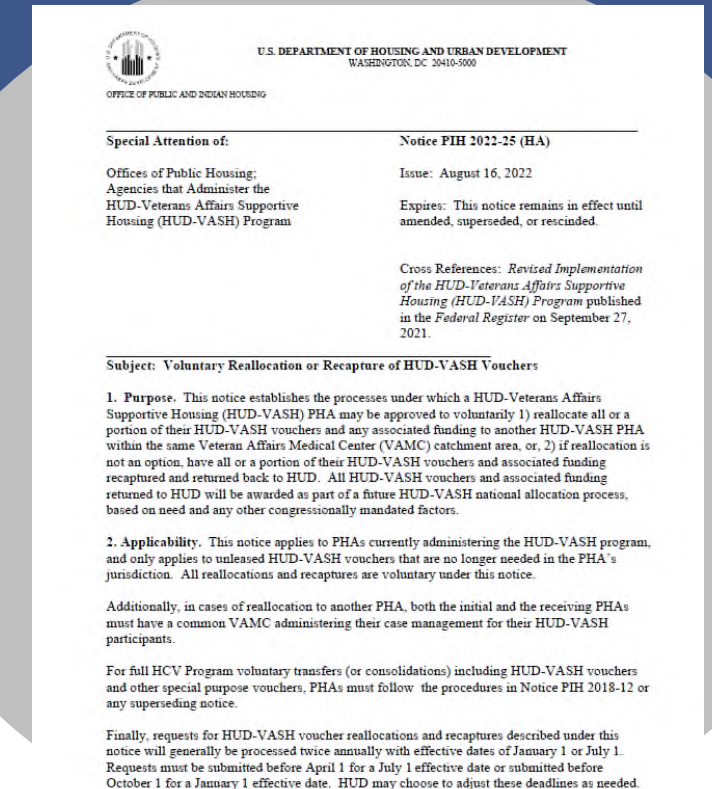 U.S. DEPARTMENT OF HOUSING AND URBAN DEVELOPMENT
WASHINGTON, DC 20410-5000
OFFICE OF PUBLIC AND INDIAN HOUSING
Special Attention of:
Offices of Public Housing;
Agencies that Administer the
HUD-Veterans Affairs Supportive
Housing (HUD-VASH) Program
Notice PIH 2022-25 (HA)
Issue: August 16, 2022
Expires: This notice remains in effect until
amended, superseded, or rescinded.
Cross References: Revised Implementation
of the HUD-Veterans Affairs Supportive
Housing (HUD-VASH) Program published
in the Federal Register on September 27,
2021.
Subject: Voluntary Reallocation or Recapture of HUD-VASH Vouchers
1. Purpose. This notice establishes the processes under which a HUD-Veterans Affairs
Supportive Housing (HUD-VASH) PHA may be approved to voluntarily 1) reallocate all or a
portion of their HUD-VASH vouchers and any associated funding to another HUD-VASH PHA
within the same Veteran Affairs Medical Center (VAMC) catchment area, or, 2) if reallocation is
not an option, have all or a portion of their HUD-VASH vouchers and associated funding
recaptured and returned back to HUD. All HUD-VASH vouchers and associated funding
returned to HUD will be awarded as part of a future HUD-VASH national allocation process,
based on need and any other congressionally mandated factors.
2. Applicability. This notice applies to PHAs currently administering the HUD-VASH program,
and only applies to unleased HUD-VASH vouchers that are no longer needed in the PHA's
jurisdiction. All reallocations and recaptures are voluntary under this notice.
Additionally, in cases of reallocation to another PHA, both the initial and the receiving PHAs
must have a common VAMC administering their case management for their HUD-VASH
participants.
For full HCV Program voluntary transfers (or consolidations) including HUD-VASH vouchers
and other special purpose vouchers, PHAs must follow the procedures in Notice PIH 2018-12 or
any superseding notice.
Finally, requests for HUD-VASH voucher reallocations and recaptures described under this
notice will generally be processed twice annually with effective dates of January 1 or July 1.
Requests must be submitted before April 1 for a July 1 effective date or submitted before
October 1 for a January 1 effective date. HUD may choose to adjust these deadlines as needed.